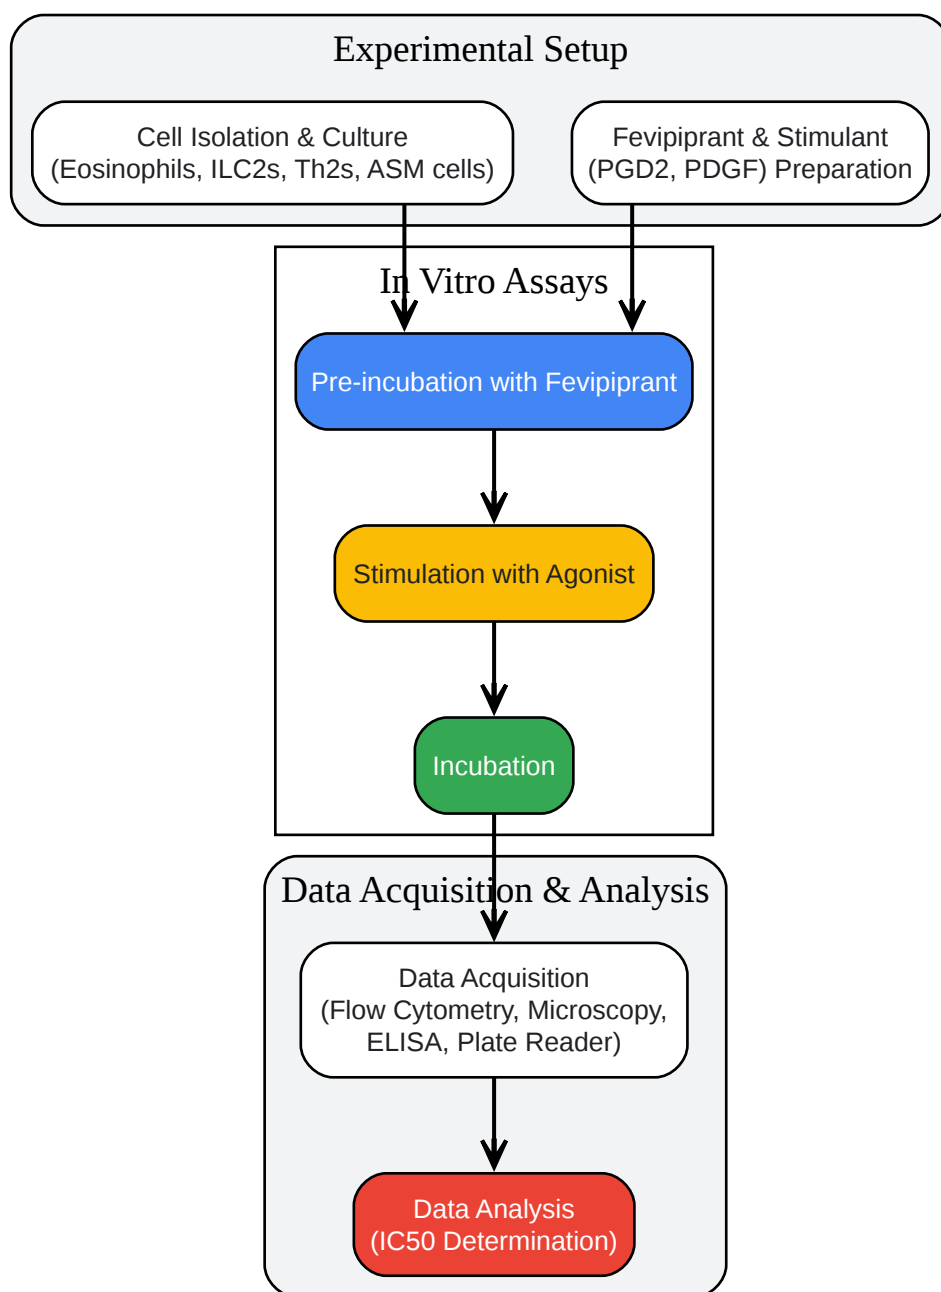 Experimental Setup
Cell Isolation & Culture
(Eosinophils, ILC2s, Th2s, ASM cells)
Fevipiprant & Stimulant
(PGD2, PDGF) Preparation
In Vitro Assays
Pre-incubation with Fevipiprant
Stimulation with Agonist
Incubation
Data Acquisition & Analysis
Data Acquisition
(Flow Cytometry, Microscopy,
ELISA, Plate Reader)
Data Analysis
(IC50 Determination)